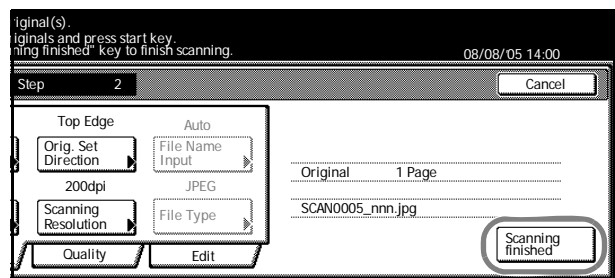 iginal(s).
iginals and press start key.
ning finished" key to finish scanning.
08/08/'05 14:00
Step 2
Cancel
Top Edge
Auto
Orig. Set
Direction
File Name
Input
Original 1 Page
200dpi
JPEG
SCAN0005_nnn.jpg
Scanning
Resolution
File Type
Scanning
finished
Quality
Edit